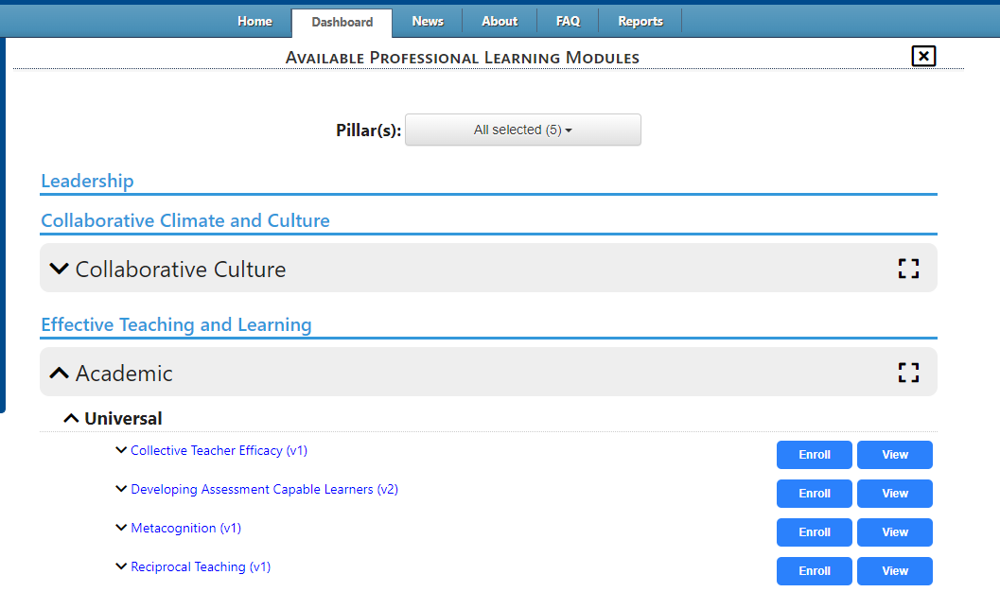 Home Dashboard News About FAQ Reports
Available Professional Learning Modules
Pillar(s): All selected (5)
Leadership
Collaborative Climate and Culture
Collaborative Culture
Effective Teaching and Learning
Academic
Universal
Collective Teacher Efficacy (v1) Enroll View
Developing Assessment Capable Learners (v2) Enroll View
Metacognition (v1) Enroll View
Reciprocal Teaching (v1) Enroll View